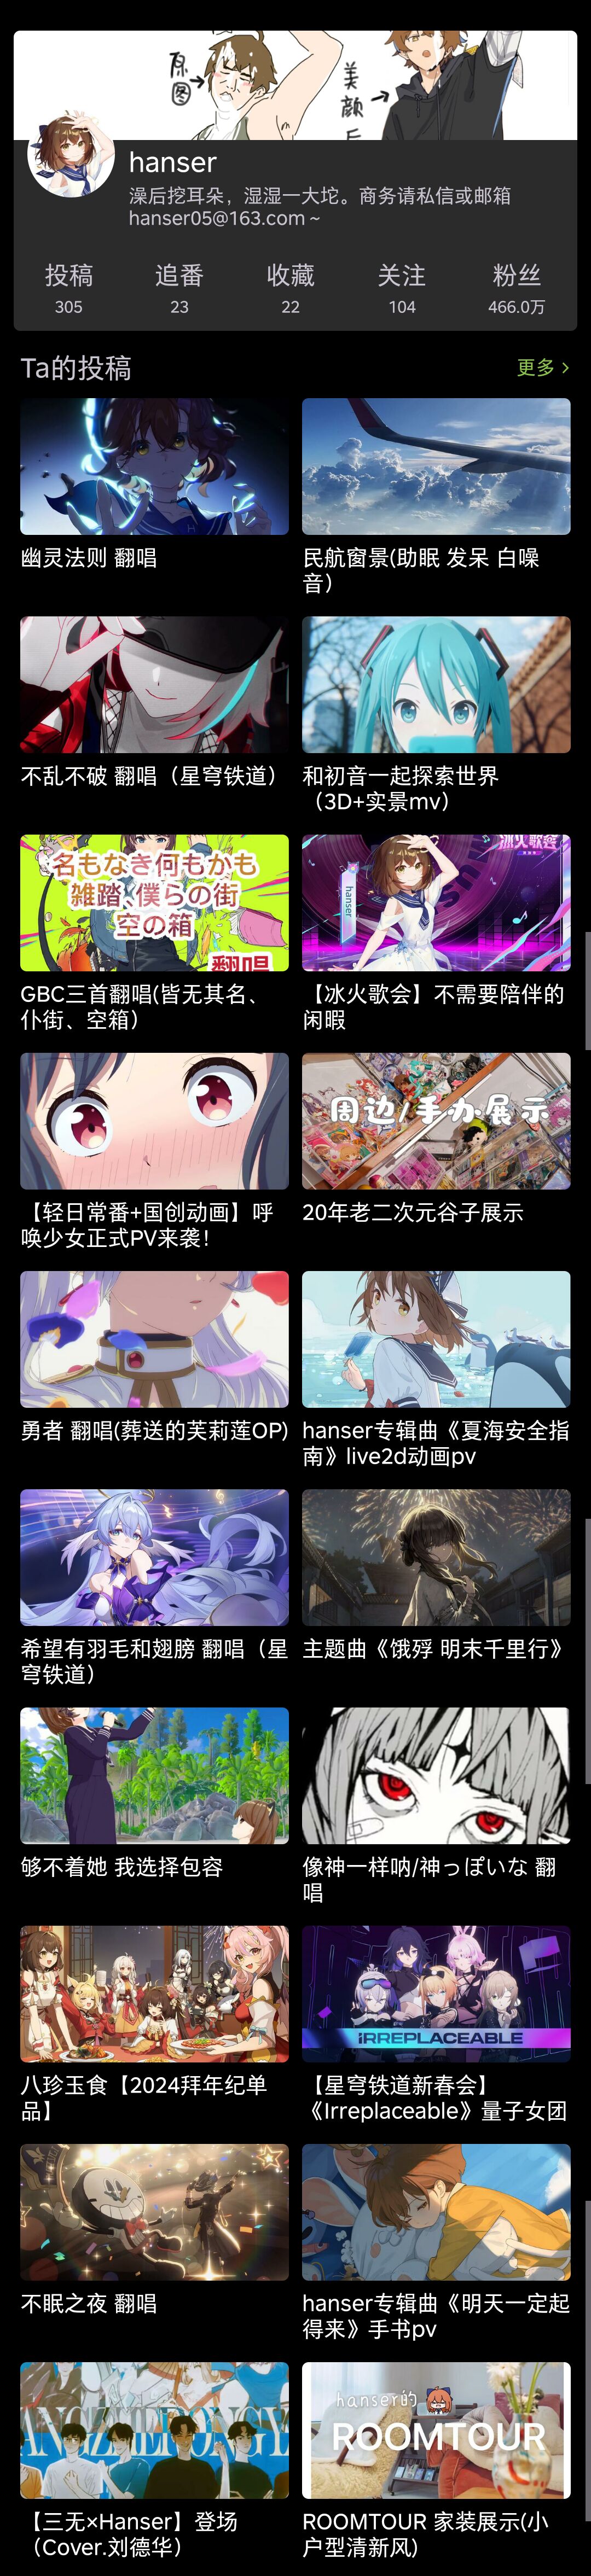 原图
美颜后
hanser
澡后挖耳朵，湿湿一大坨。商务请私信或邮箱
hanser05@163.com～
投稿 追番 收藏 关注 粉丝
305 23 22 104 466.0万
Ta的投稿 更多
幽灵法则 翻唱
民航窗景(助眠 发呆 白噪
音）
不乱不破 翻唱（星穹铁道）
和初音一起探索世界
（3D+实景mv）
名もなき何もかも
雑踏、僕らの街
空の箱
翻唱
GBC三首翻唱(皆无其名、
仆街、空箱）
冰火歌会
hanser
【冰火歌会】不需要陪伴的
闲暇
【轻日常番+国创动画】呼
唤少女正式PV来袭！
周边/手办展示
20年老二次元谷子展示
勇者 翻唱(葬送的芙莉莲OP)
hanser专辑曲《夏海安全指
南》live2d动画pv
希望有羽毛和翅膀 翻唱（星
穹铁道）
主题曲《饿殍 明末千里行》
够不着她 我选择包容
像神一样呐/神っぽいな 翻
唱
八珍玉食【2024拜年纪单
品】
IRREPLACEABLE
【星穹铁道新春会】
《Irreplaceable》量子女团
不眠之夜 翻唱
hanser专辑曲《明天一定起
得来》手书pv
【三无×Hanser】登场
（Cover.刘德华）
hanser的
ROOMTOUR
ROOMTOUR 家装展示(小
户型清新风)